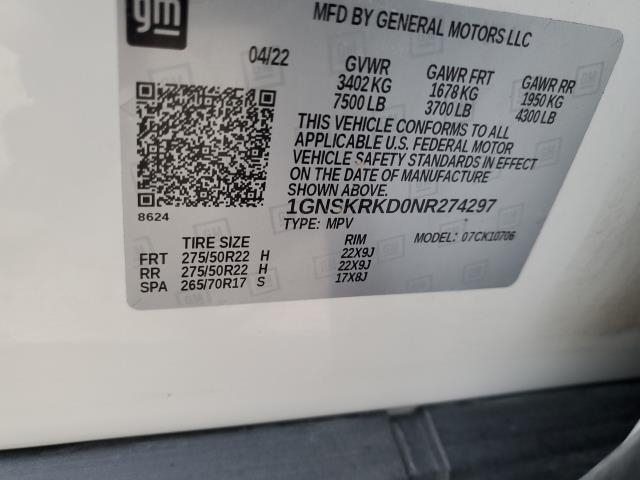 gm
MFD BY GENERAL MOTORS LLC
04/22 GVWR GAWR FRT GAWR RR
3402 KG 1678 KG 1950 KG
7500 LB 3700 LB 4300 LB
THIS VEHICLE CONFORMS TO ALL
APPLICABLE U.S. FEDERAL MOTOR
VEHICLE SAFETY STANDARDS IN EFFECT
ON THE DATE OF MANUFACTURE
SHOWN ABOVE.
1GNSKRKD0NR274297
8624
TYPE: MPV MODEL: 07CK10706
TIRE SIZE RIM
FRT 275/50R22 H 22X9J
RR 275/50R22 H 22X9J
SPA 265/70R17 S 17X8J